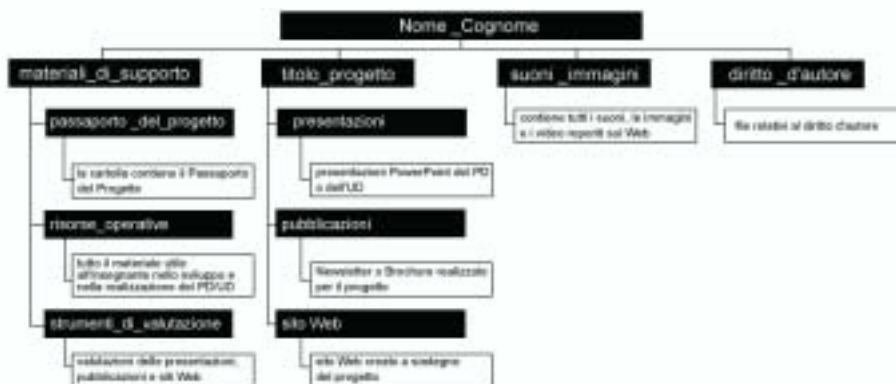 Nome _Cognome
materiali_di_supporto
passaporto _del_progetto
la cartella contiene il Passaporto
del Progetto
risorse_operative
tutto il materiale utile
all'insegnante nello sviluppo e
nella realizzazione del PD/UD
strumenti_di_valutazione
valutazioni delle presentazioni,
pubblicazioni e siti Web
titolo_progetto
presentazioni
presentazioni PowerPoint del PD
o dell'UD
pubblicazioni
Newsletter o Brochure realizzate
per il progetto
sito Web
sito Web creato a sostegno
del progetto
suoni _immagini
contiene tutti i suoni, le immagini
e i video reperiti sul Web
diritto _d'autore
file relativi al diritto d'autore